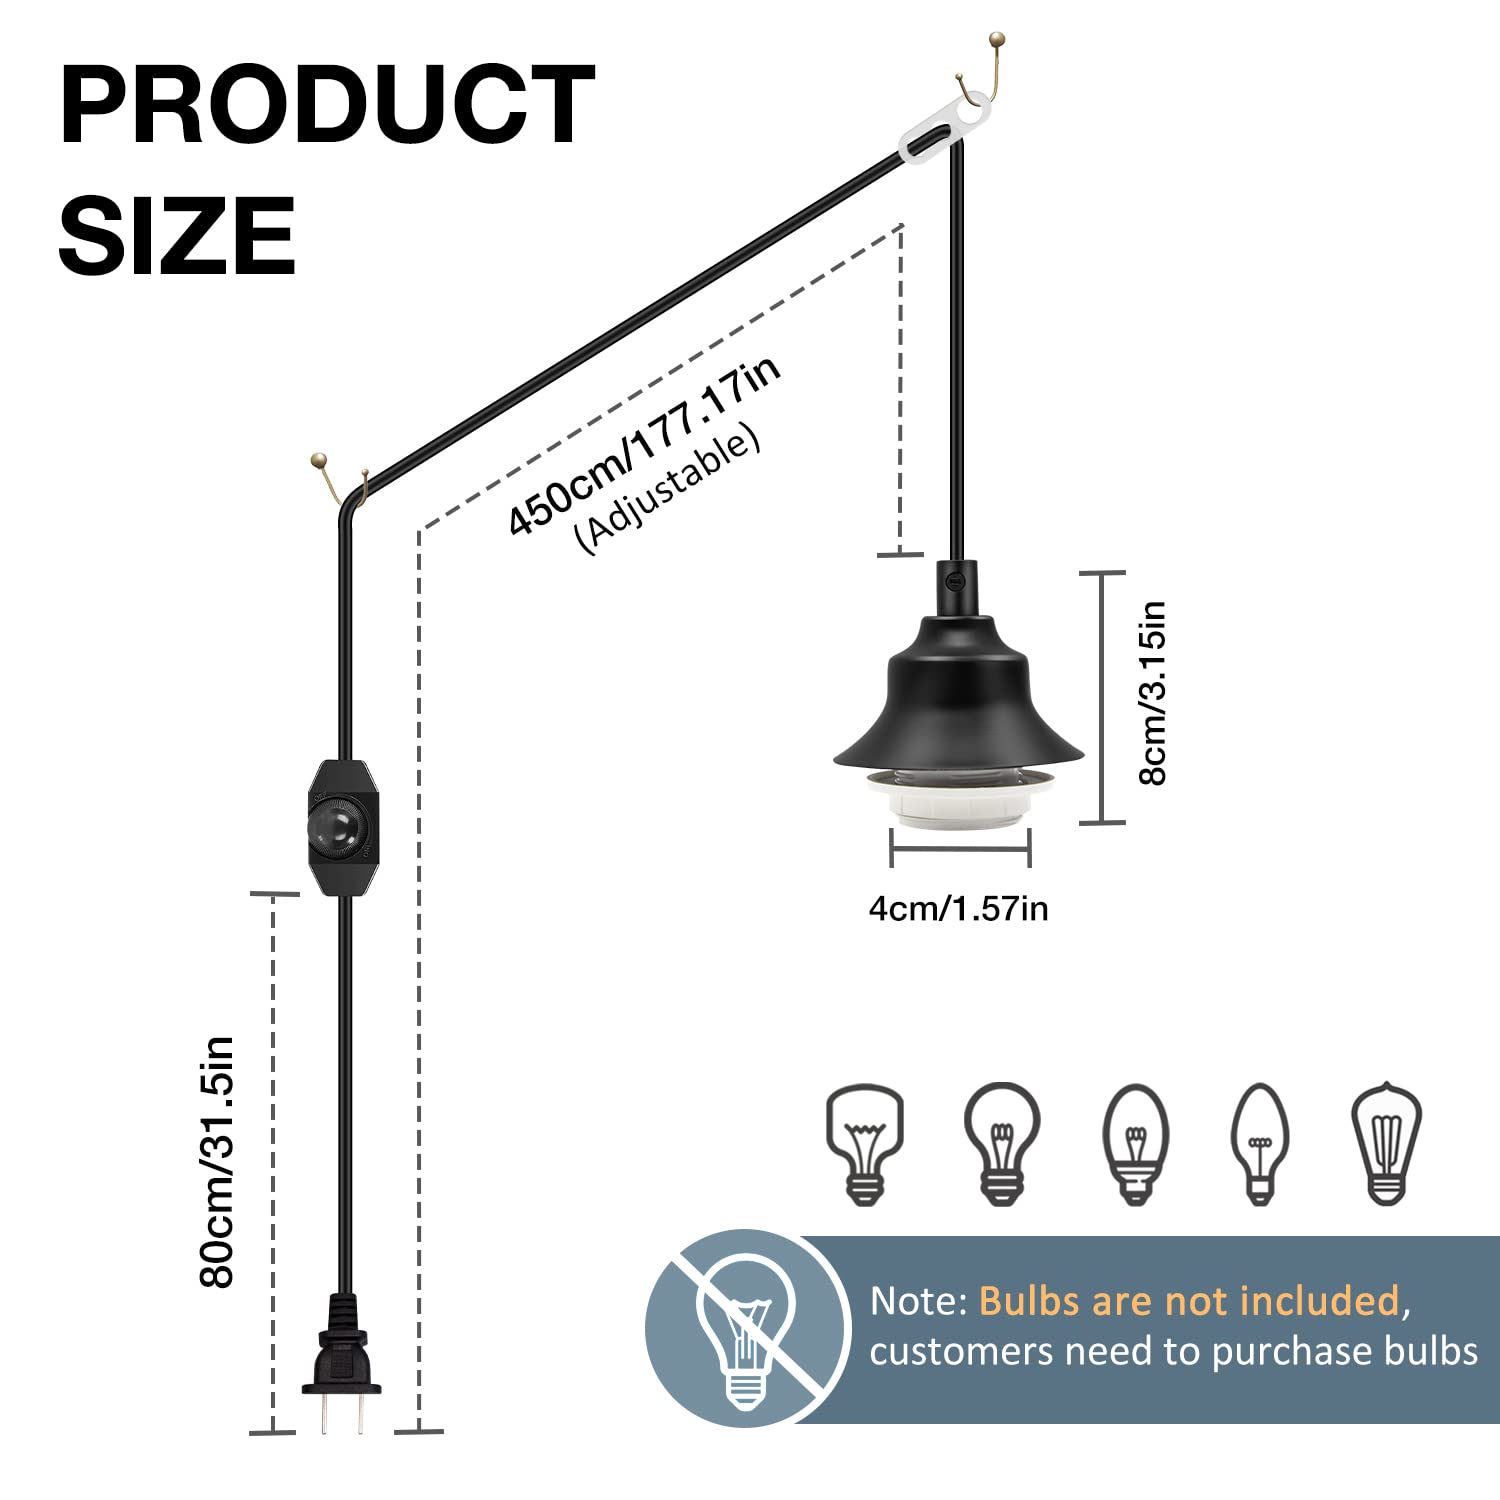 PRODUCT
SIZE
450cm/177.17in
(Adjustable)
8cm/3.15in
4cm/1.57in
80cm/31.5in
Note: Bulbs are not included,
customers need to purchase bulbs